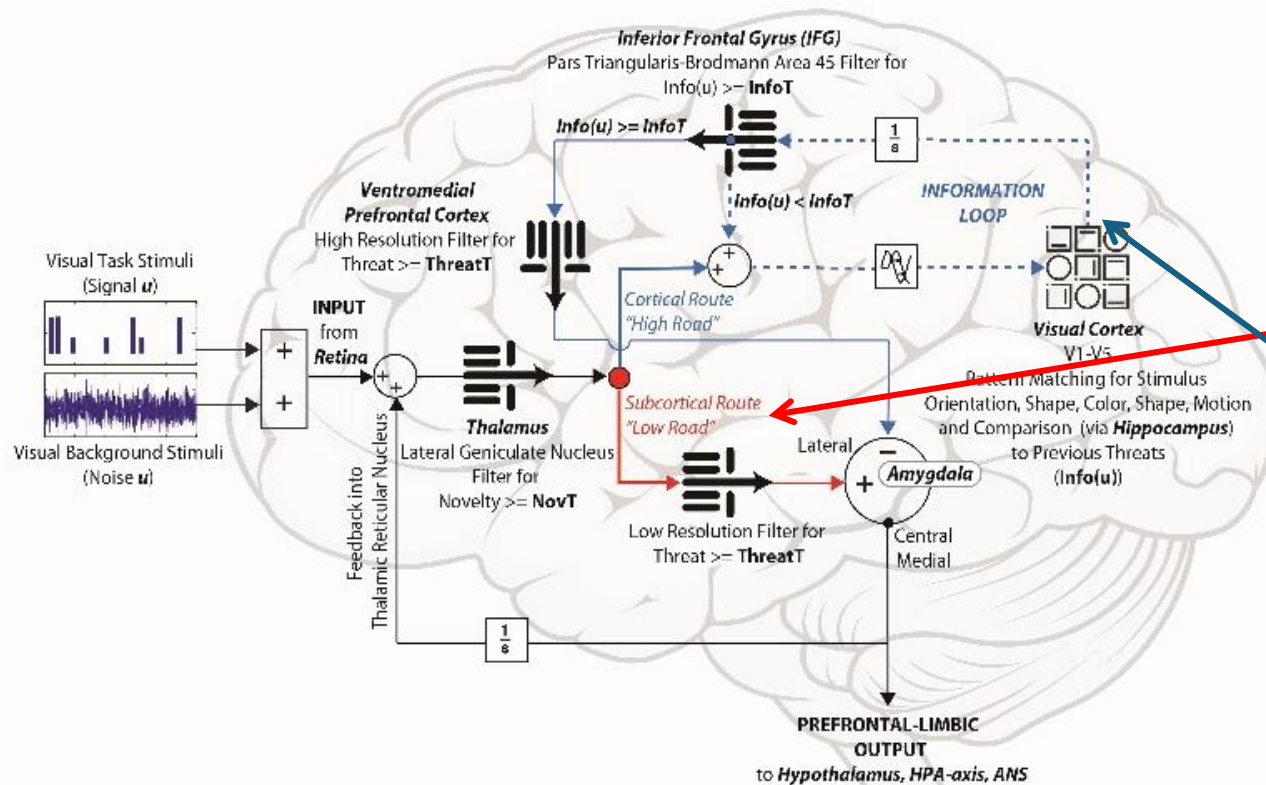 Inferior Frontal Gyrus (IFG)
Pars Triangularis-Brodmann Area 45 Filter for
Info(u) >= InfoT
Info(u) >= InfoT
1
s
INFORMATION
LOOP
Info(u) < InfoT
Ventromedial
Prefrontal Cortex
High Resolution Filter for
Threat >= ThreatT
Visual Task Stimuli
(Signal u)
Visual Background Stimuli
(Noise u)
+
+
INPUT
from
Retina
+
+
Thalamus
Lateral Geniculate Nucleus
Filter for
Novelty >= NovT
Feedback into
Thalamic Reticular Nucleus
+
+
Cortical Route
"High Road"
Subcortical Route
"Low Road"
Low Resolution Filter for
Threat >= ThreatT
Visual Cortex
V1-V5
Pattern Matching for Stimulus
Orientation, Shape, Color, Shape, Motion
and Comparison (via Hippocampus)
to Previous Threats
(Info(u))
Lateral
−
+
Amygdala
Central
Medial
1
s
PREFRONTAL-LIMBIC
OUTPUT
to Hypothalamus, HPA-axis, ANS